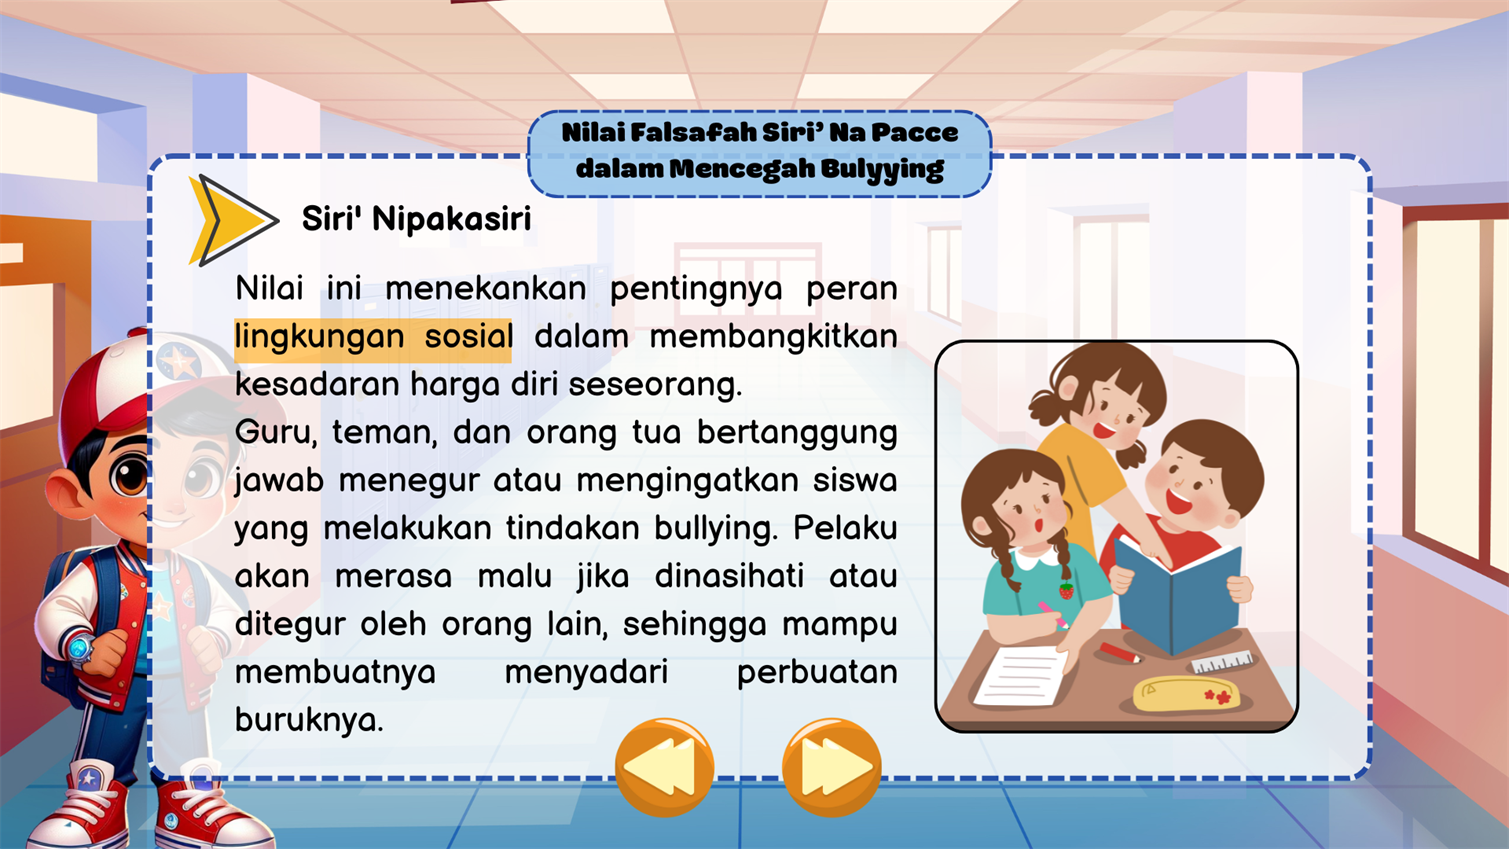 Nilai Falsafah Siri’ Na Pacce
dalam Mencegah Bulyying
Siri' Nipakasiri
Nilai ini menekankan pentingnya peran
lingkungan sosial dalam membangkitkan
kesadaran harga diri seseorang.
Guru, teman, dan orang tua bertanggung
jawab menegur atau mengingatkan siswa
yang melakukan tindakan bullying. Pelaku
akan merasa malu jika dinasihati atau
ditegur oleh orang lain, sehingga mampu
membuatnya menyadari perbuatan
buruknya.